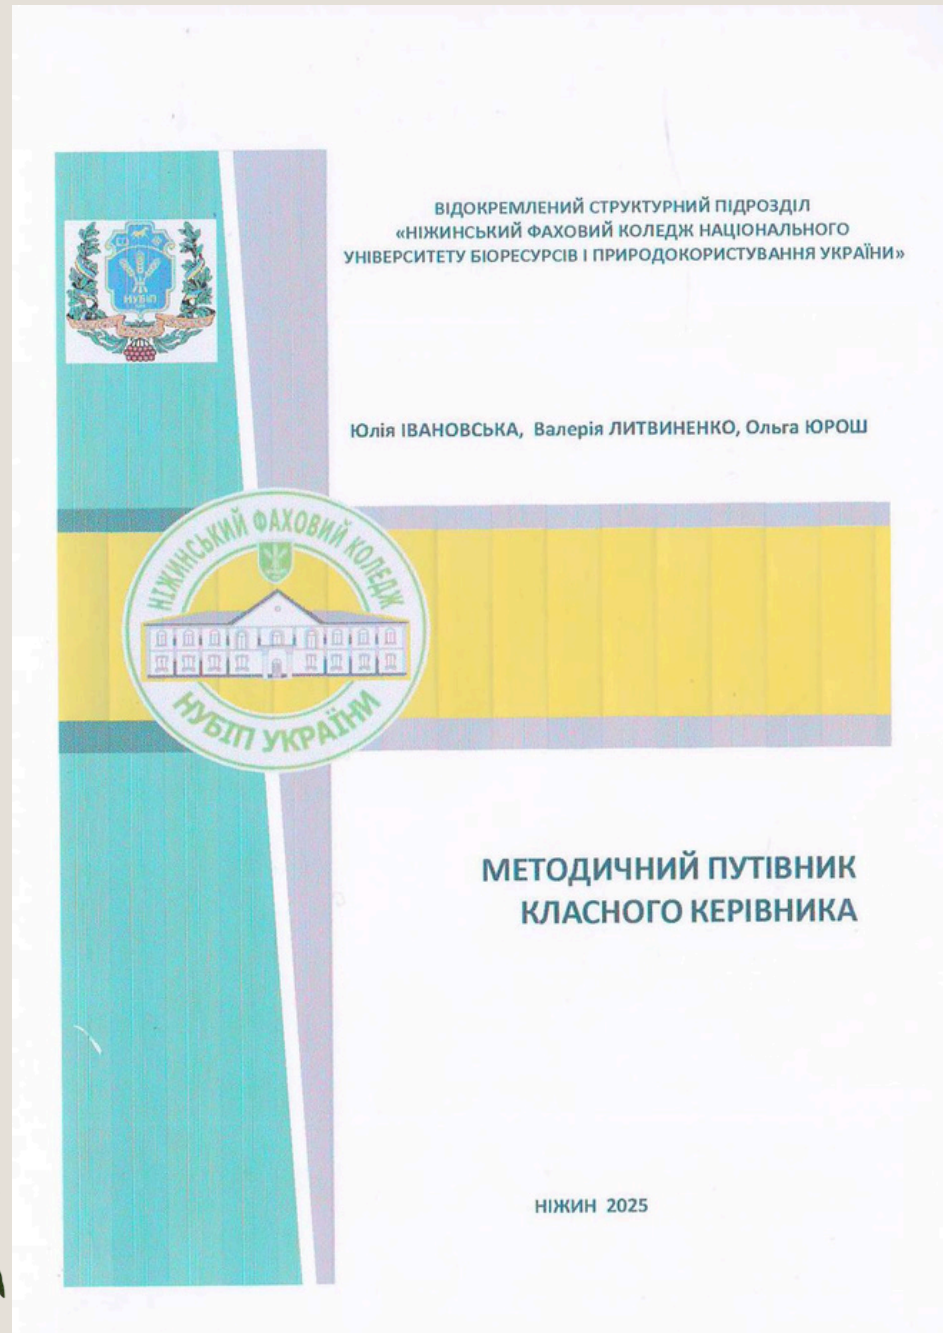 ВІДОКРЕМЛЕНИЙ СТРУКТУРНИЙ ПІДРОЗДІЛ
«НІЖИНСЬКИЙ ФАХОВИЙ КОЛЕДЖ НАЦІОНАЛЬНОГО
УНІВЕРСИТЕТУ БІОРЕСУРСІВ І ПРИРОДОКОРИСТУВАННЯ УКРАЇНИ»
НУБіП
Юлія ІВАНОВСЬКА, Валерія ЛИТВИНЕНКО, Ольга ЮРОШ
НІЖИНСЬКИЙ ФАХОВИЙ КОЛЕДЖ
НУБІП УКРАЇНИ
МЕТОДИЧНИЙ ПУТІВНИК
КЛАСНОГО КЕРІВНИКА
НІЖИН 2025